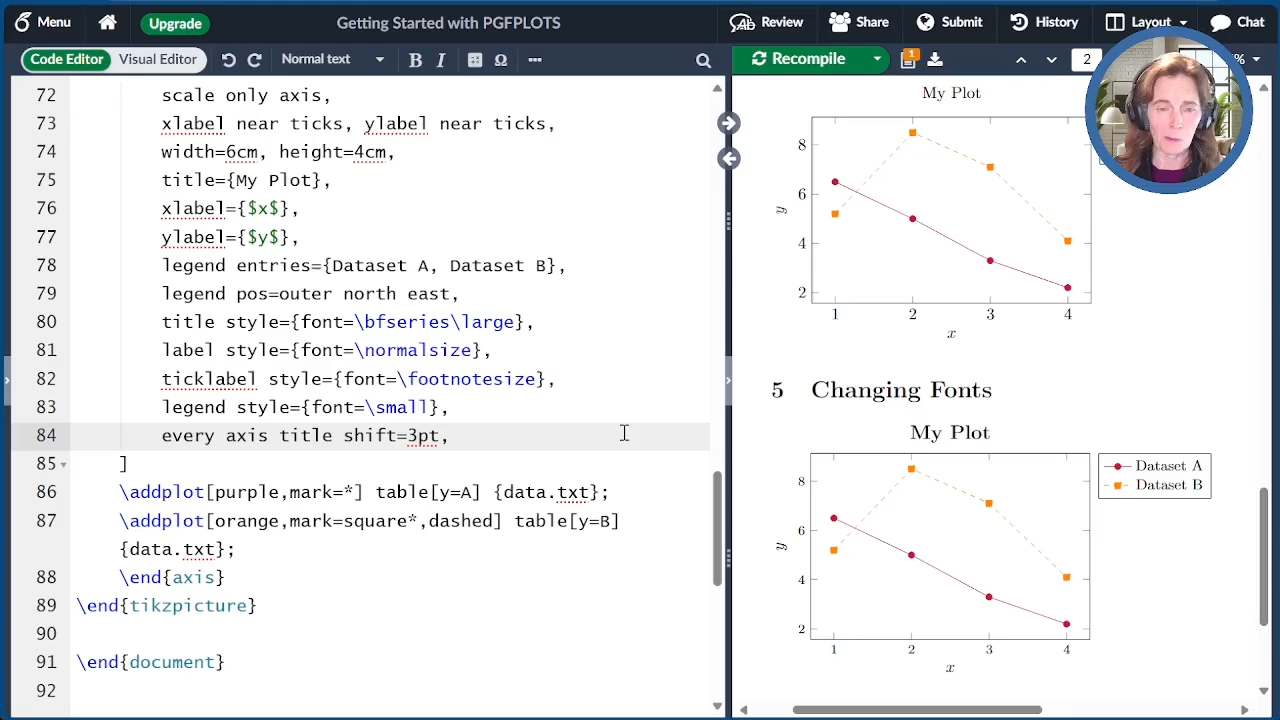 Menu
Upgrade
Getting Started with PGFPLOTS
Review
Share
Submit
History
Layout
Chat
Code Editor
Visual Editor
Normal text
B I Ω
Recompile
1
2
72 scale only axis,
73 xlabel near ticks, ylabel near ticks,
74 width=6cm, height=4cm,
75 title={My Plot},
76 xlabel={$x$},
77 ylabel={$y$},
78 legend entries={Dataset A, Dataset B},
79 legend pos=outer north east,
80 title style={font=\bfseries\large},
81 label style={font=\normalsize},
82 ticklabel style={font=\footnotesize},
83 legend style={font=\small},
84 every axis title shift=3pt,
85 ]
86 \addplot[purple,mark=*] table[y=A] {data.txt};
87 \addplot[orange,mark=square*,dashed] table[y=B]
{data.txt};
88 \end{axis}
89 \end{tikzpicture}
90
91 \end{document}
92
My Plot
8
6
4
2
y
1 2 3 4
x
5 Changing Fonts
My Plot
8
6
4
2
y
1 2 3 4
x
Dataset A
Dataset B